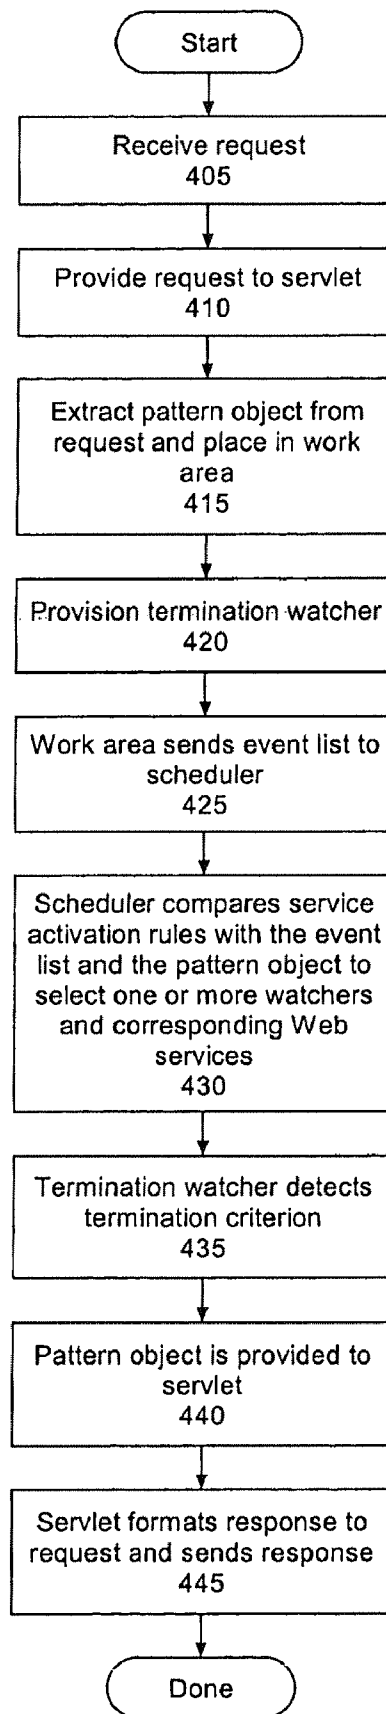 Start
Receive request
405
Provide request to servlet
410
Extract pattern object from
request and place in work
area
415
Provision termination watcher
420
Work area sends event list to
scheduler
425
Scheduler compares service
activation rules with the event
list and the pattern object to
select one or more watchers
and corresponding Web
services
430
Termination watcher detects
termination criterion
435
Pattern object is provided to
servlet
440
Servlet formats response to
request and sends response
445
Done